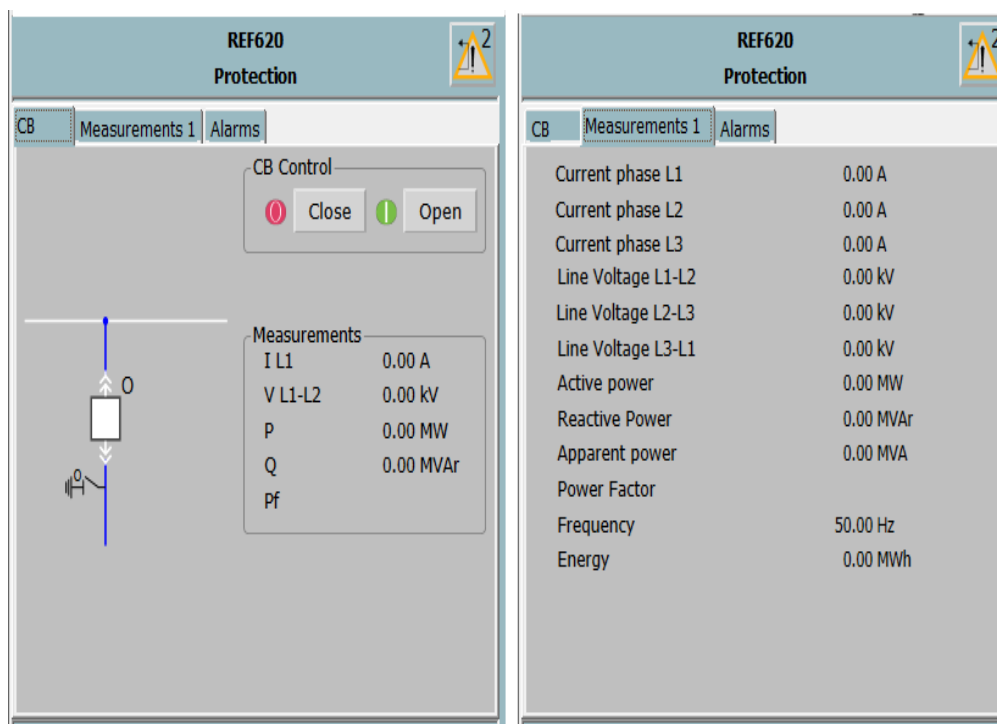 REF620
Protection
2
CB
Measurements 1
Alarms
CB Control
Close
Open
O
O
Measurements
I L1 0.00 A
V L1-L2 0.00 kV
P 0.00 MW
Q 0.00 MVAr
Pf
REF620
Protection
2
CB
Measurements 1
Alarms
Current phase L1 0.00 A
Current phase L2 0.00 A
Current phase L3 0.00 A
Line Voltage L1-L2 0.00 kV
Line Voltage L2-L3 0.00 kV
Line Voltage L3-L1 0.00 kV
Active power 0.00 MW
Reactive Power 0.00 MVAr
Apparent power 0.00 MVA
Power Factor
Frequency 50.00 Hz
Energy 0.00 MWh